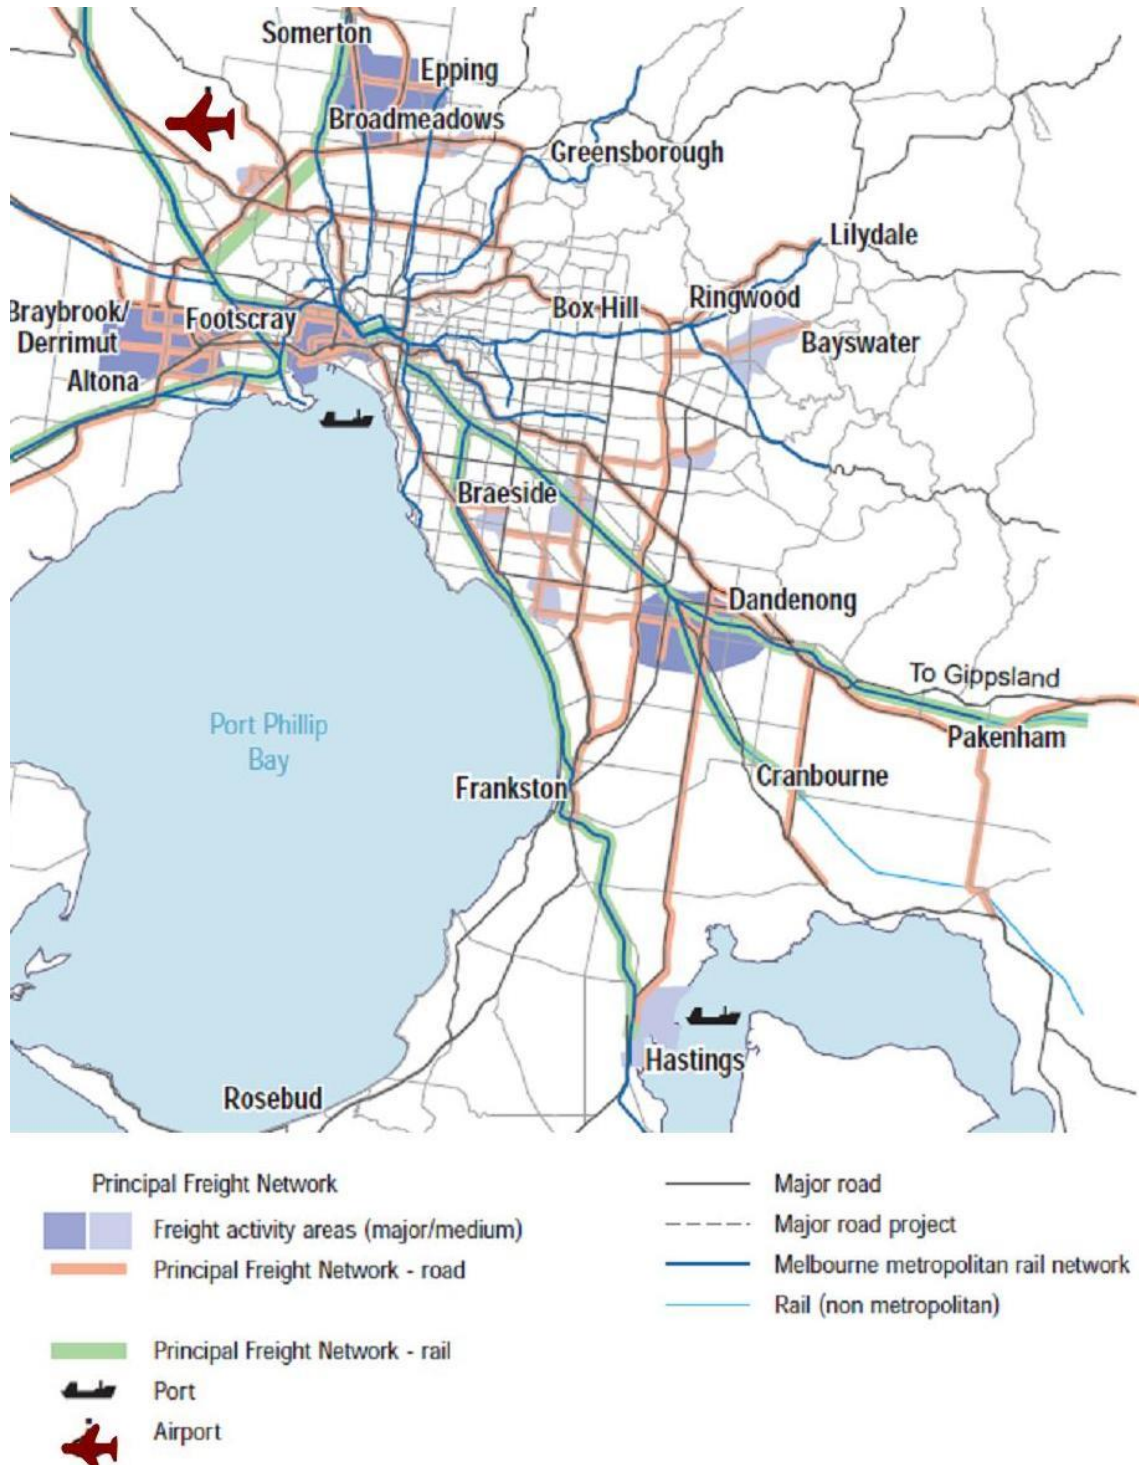 Somerton
Epping
Broadmeadows
Greensborough
Lilydale
Ringwood
Box Hill
Braybrook/
Derrimut
Footscray
Bayswater
Altona
Braeside
Dandenong
To Gippsland
Port Phillip
Bay
Pakenham
Cranbourne
Frankston
Hastings
Rosebud
Principal Freight Network
Freight activity areas (major/medium)
Principal Freight Network - road
Principal Freight Network - rail
Port
Airport
Major road
Major road project
Melbourne metropolitan rail network
Rail (non metropolitan)